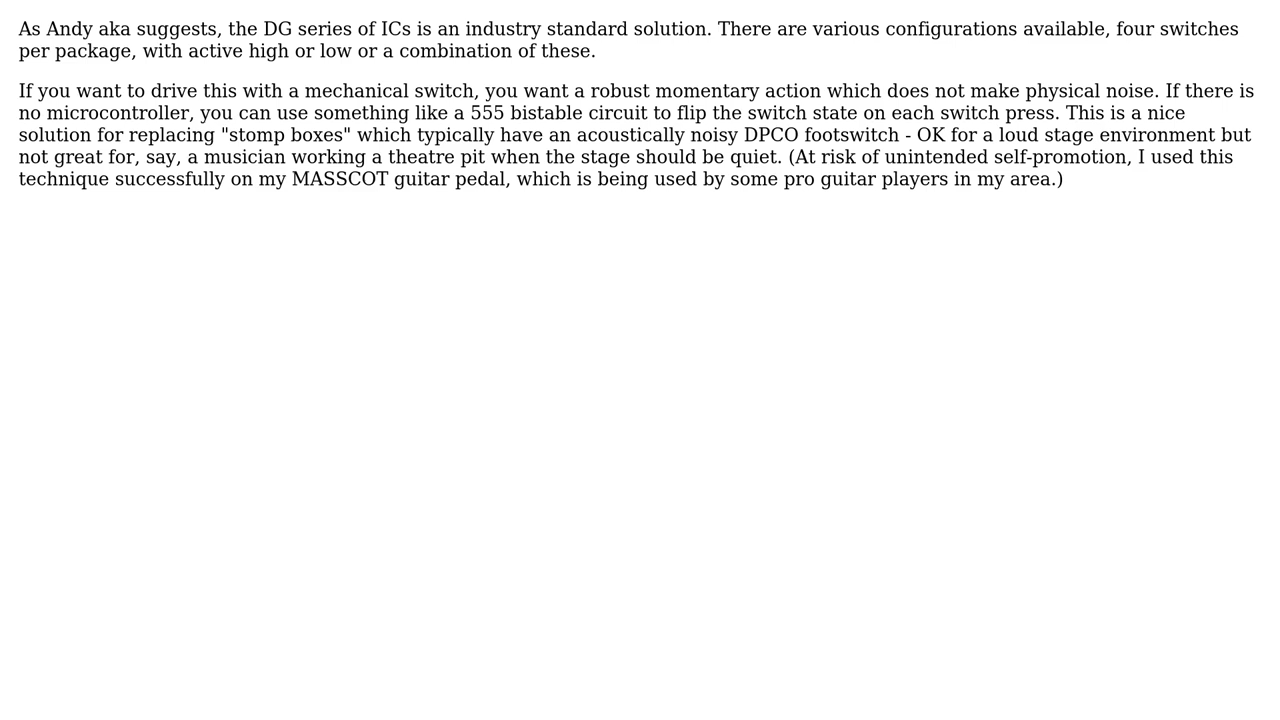 As Andy aka suggests, the DG series of ICs is an industry standard solution. There are various configurations available, four switches
per package, with active high or low or a combination of these.
If you want to drive this with a mechanical switch, you want a robust momentary action which does not make physical noise. If there is
no microcontroller, you can use something like a 555 bistable circuit to flip the switch state on each switch press. This is a nice
solution for replacing "stomp boxes" which typically have an acoustically noisy DPCO footswitch - OK for a loud stage environment but
not great for, say, a musician working a theatre pit when the stage should be quiet. (At risk of unintended self-promotion, I used this
technique successfully on my MASSCOT guitar pedal, which is being used by some pro guitar players in my area.)